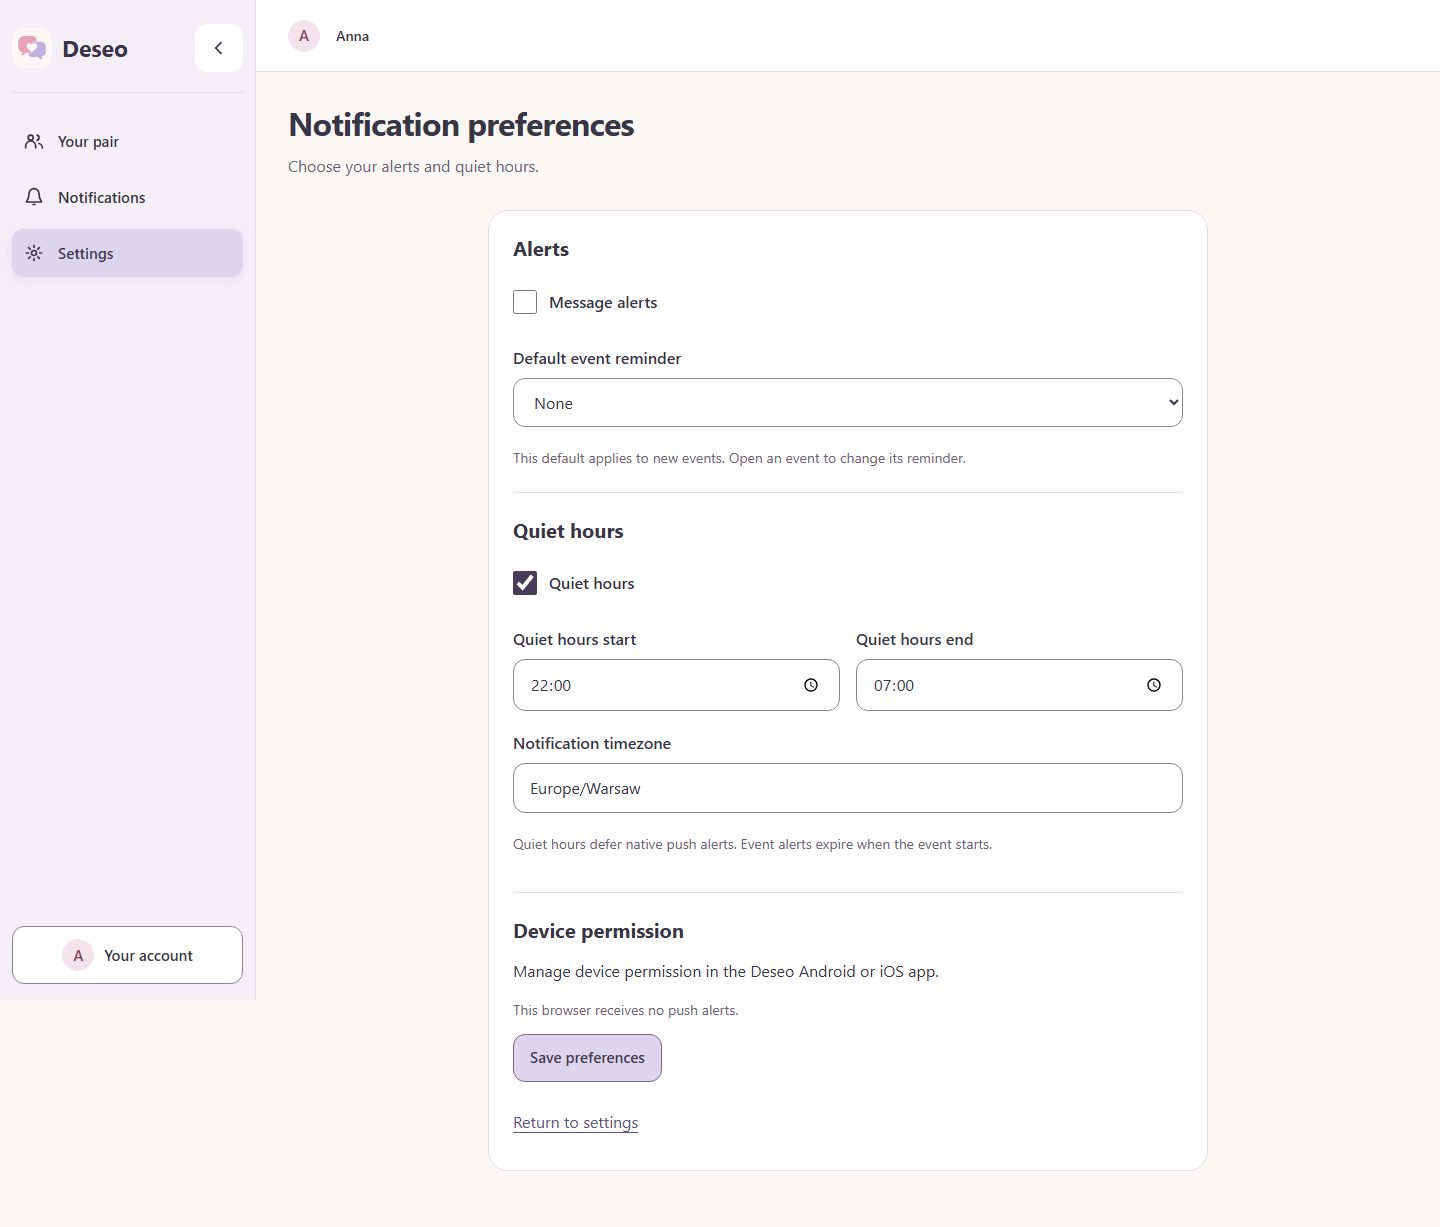 Deseo
A Anna
Your pair
Notifications
Settings
Notification preferences
Choose your alerts and quiet hours.
Alerts
Message alerts
Default event reminder
None
This default applies to new events. Open an event to change its reminder.
Quiet hours
Quiet hours
Quiet hours start
Quiet hours end
22:00
07:00
Notification timezone
Europe/Warsaw
Quiet hours defer native push alerts. Event alerts expire when the event starts.
Device permission
Manage device permission in the Deseo Android or iOS app.
This browser receives no push alerts.
Save preferences
Return to settings
A Your account